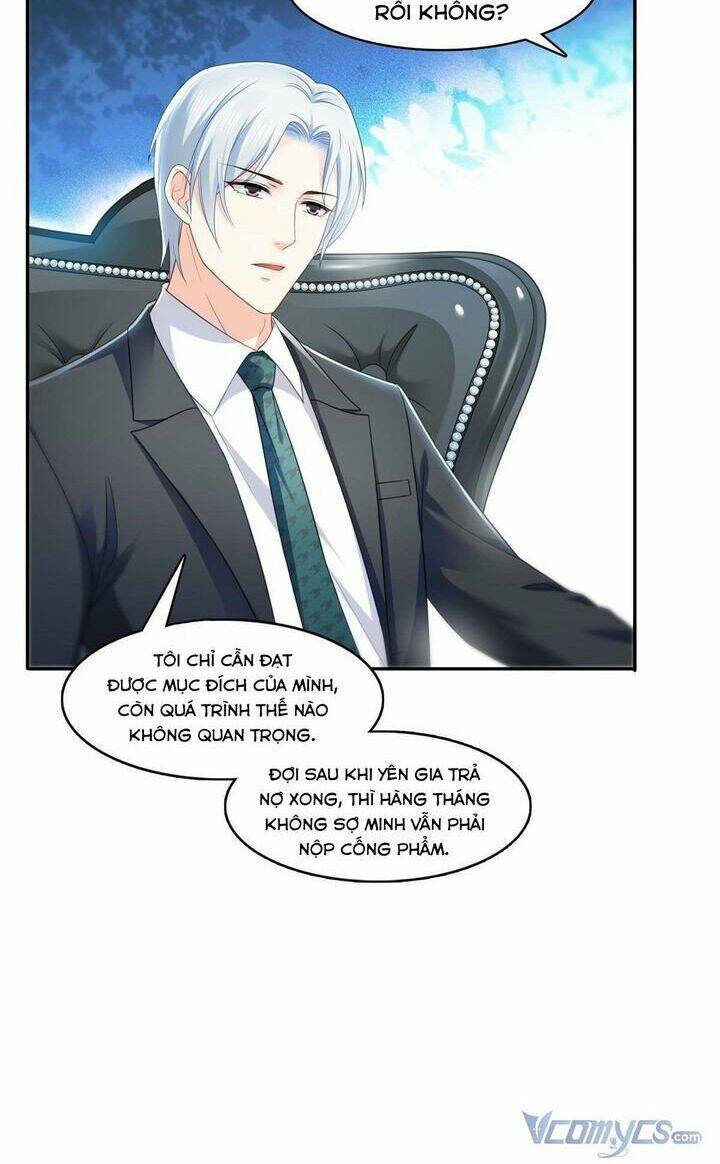 RỒI KHÔNG?
TÔI CHỈ CẦN ĐẠT
ĐƯỢC MỤC ĐÍCH CỦA MÌNH,
CÒN QUÁ TRÌNH THẾ NÀO
KHÔNG QUAN TRỌNG.
ĐỢI SAU KHI YÊN GIA TRẢ
NỢ XONG, THÌ HÀNG THÁNG
KHÔNG SỢ MINH VẪN PHẢI
NỘP CỐNG PHẨM.
VCOMYCS.com